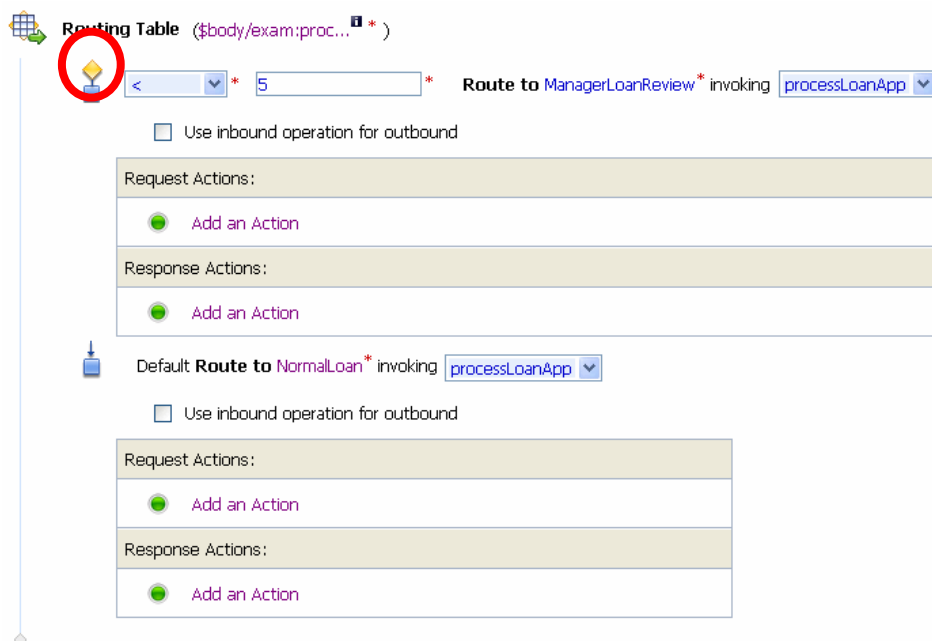 Routing Table ($body/exam:proc... i * )
< * 5 * Route to ManagerLoanReview* invoking processLoanApp
Use inbound operation for outbound
Request Actions:
Add an Action
Response Actions:
Add an Action
Default Route to NormalLoan* invoking processLoanApp
Use inbound operation for outbound
Request Actions:
Add an Action
Response Actions:
Add an Action